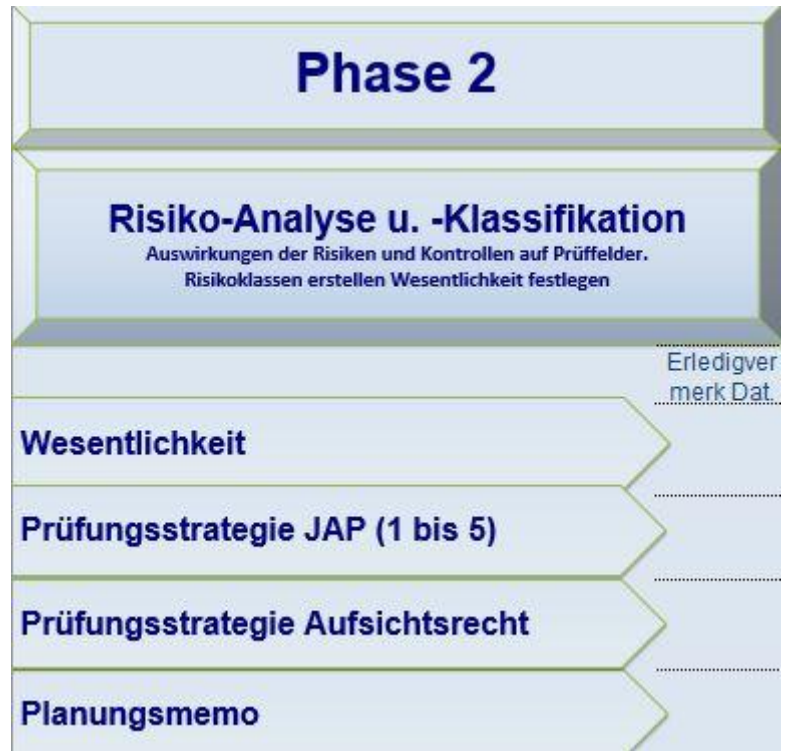 Phase 2
Risiko-Analyse u. -Klassifikation
Auswirkungen der Risiken und Kontrollen auf Prüffelder.
Risikoklassen erstellen Wesentlichkeit festlegen
Erledigver
merk Dat.
Wesentlichkeit
Prüfungsstrategie JAP (1 bis 5)
Prüfungsstrategie Aufsichtsrecht
Planungsmemo